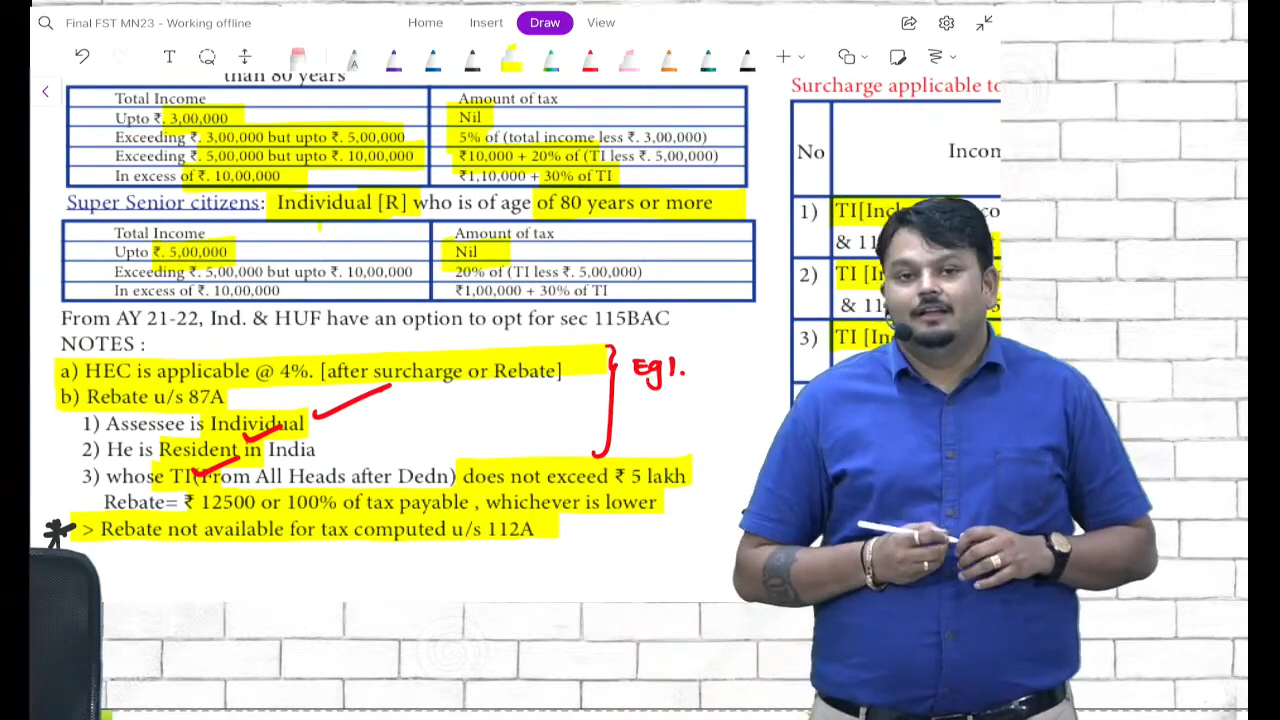 Final FST MN23 - Working offline
Home Insert Draw View
than 80 years
Total Income Amount of tax
Upto ₹. 3,00,000 Nil
Exceeding ₹. 3,00,000 but upto ₹. 5,00,000 5% of (total income less ₹. 3,00,000)
Exceeding ₹. 5,00,000 but upto ₹. 10,00,000 ₹10,000 + 20% of (TI less ₹. 5,00,000)
In excess of ₹. 10,00,000 ₹1,10,000 + 30% of TI
Super Senior citizens: Individual [R] who is of age of 80 years or more
Total Income Amount of tax
Upto ₹. 5,00,000 Nil
Exceeding ₹. 5,00,000 but upto ₹. 10,00,000 20% of (TI less ₹. 5,00,000)
In excess of ₹. 10,00,000 ₹1,00,000 + 30% of TI
From AY 21-22, Ind. & HUF have an option to opt for sec 115BAC
NOTES :
a) HEC is applicable @ 4%. [after surcharge or Rebate]
Eg 1.
b) Rebate u/s 87A
1) Assessee is Individual
2) He is Resident in India
3) whose TI(From All Heads after Dedn) does not exceed ₹ 5 lakh
Rebate= ₹ 12500 or 100% of tax payable , whichever is lower
> Rebate not available for tax computed u/s 112A
Surcharge applicable to
No
1) TI
&
2) TI
&
3) TI